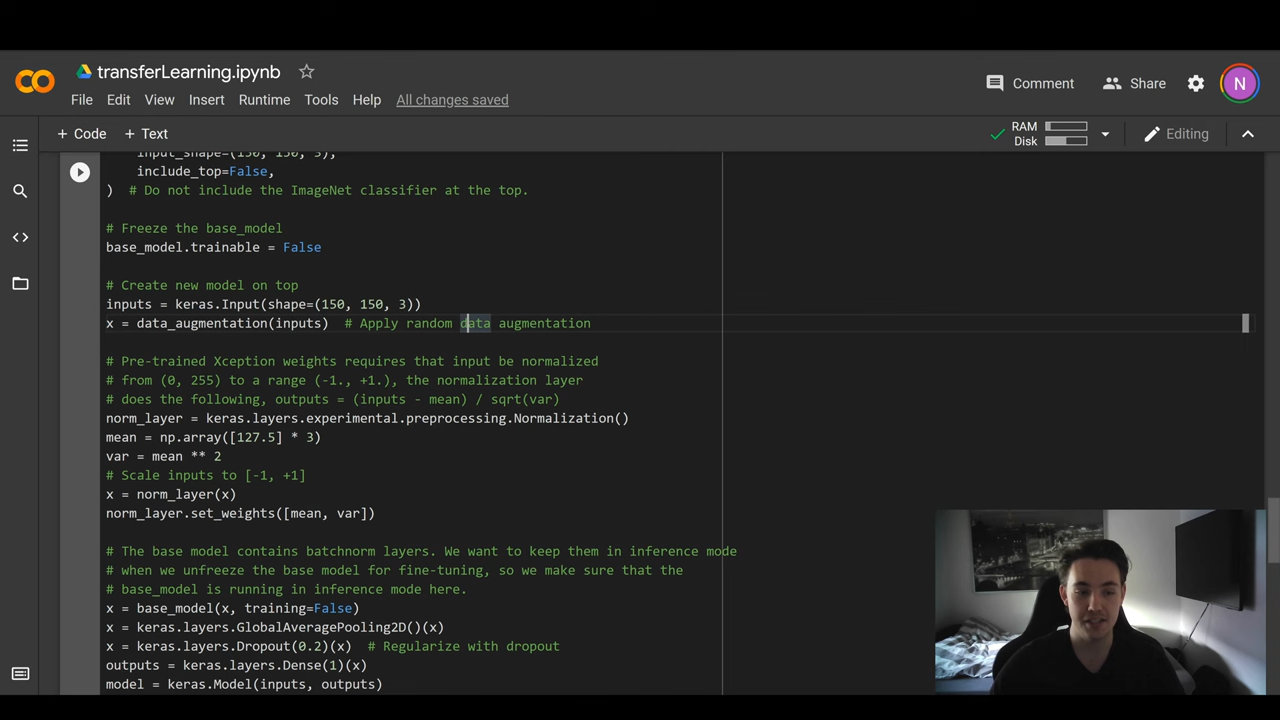 transferLearning.ipynb
File Edit View Insert Runtime Tools Help All changes saved
Comment Share N
+ Code + Text
RAM
Disk
Editing
input_shape=(150, 150, 3),
include_top=False,
)  # Do not include the ImageNet classifier at the top.
# Freeze the base_model
base_model.trainable = False
# Create new model on top
inputs = keras.Input(shape=(150, 150, 3))
x = data_augmentation(inputs)  # Apply random data augmentation
# Pre-trained Xception weights requires that input be normalized
# from (0, 255) to a range (-1., +1.), the normalization layer
# does the following, outputs = (inputs - mean) / sqrt(var)
norm_layer = keras.layers.experimental.preprocessing.Normalization()
mean = np.array([127.5] * 3)
var = mean ** 2
# Scale inputs to [-1, +1]
x = norm_layer(x)
norm_layer.set_weights([mean, var])
# The base model contains batchnorm layers. We want to keep them in inference mode
# when we unfreeze the base model for fine-tuning, so we make sure that the
# base_model is running in inference mode here.
x = base_model(x, training=False)
x = keras.layers.GlobalAveragePooling2D()(x)
x = keras.layers.Dropout(0.2)(x)  # Regularize with dropout
outputs = keras.layers.Dense(1)(x)
model = keras.Model(inputs, outputs)